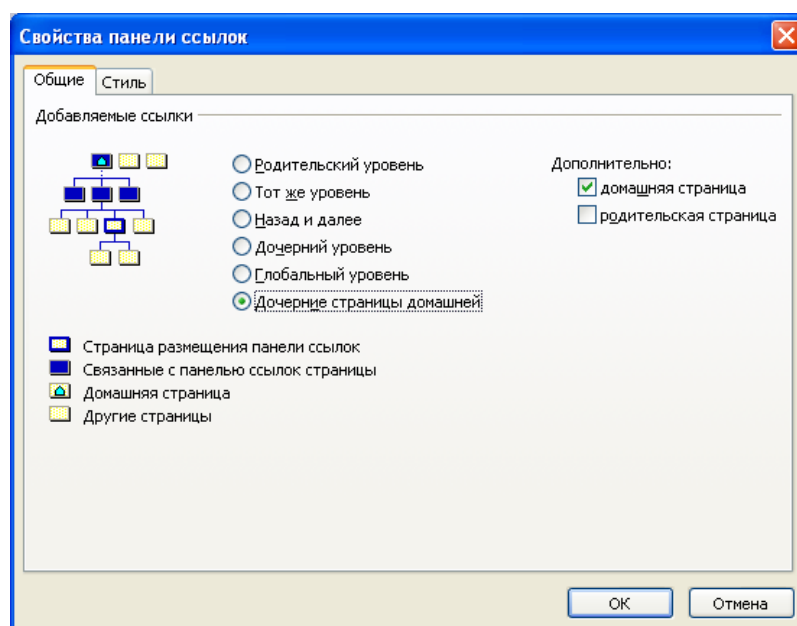 Свойства панели ссылок
Общие
Стиль
Добавляемые ссылки
Родительский уровень
Тот же уровень
Назад и далее
Дочерний уровень
Глобальный уровень
Дочерние страницы домашней
Дополнительно:
домашняя страница
родительская страница
Страница размещения панели ссылок
Связанные с панелью ссылок страницы
Домашняя страница
Другие страницы
ОК
Отмена